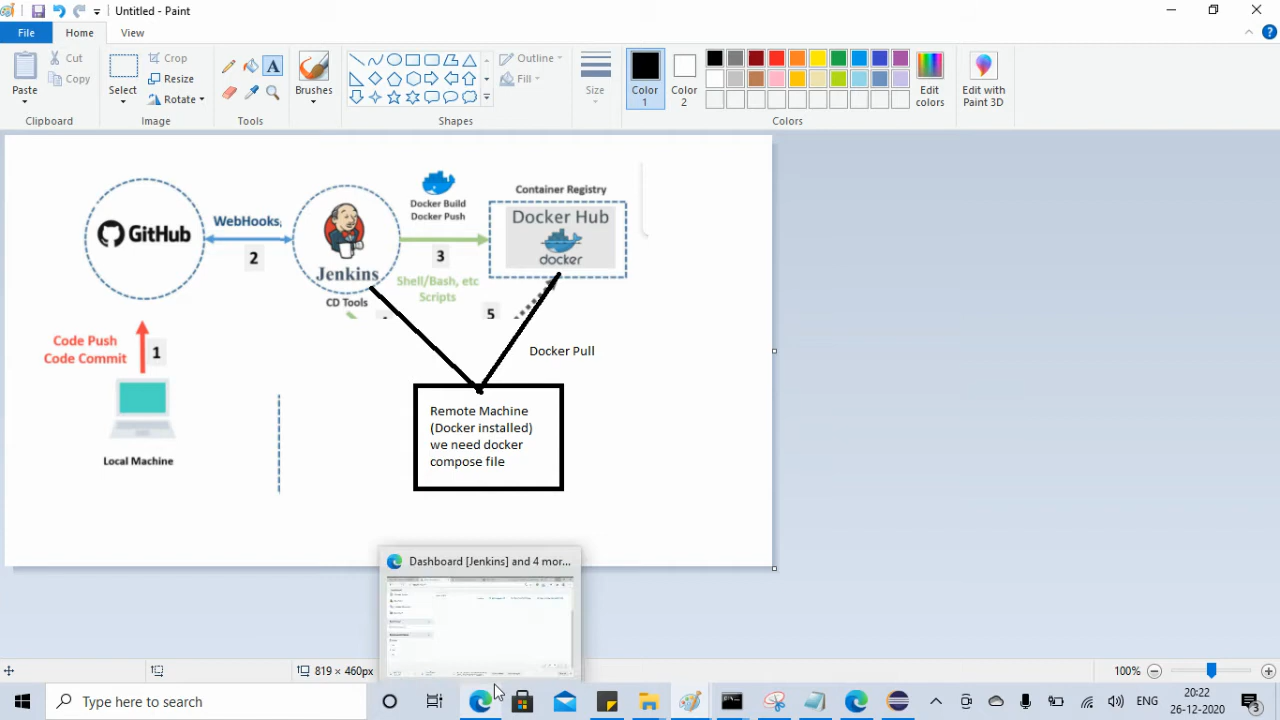 Untitled - Paint
File
Home
View
Paste
Cut
Copy
Clipboard
Select
Crop
Resize
Rotate
Image
A
Tools
Brushes
Outline
Fill
Shapes
Size
Color 1
Color 2
Edit colors
Colors
Edit with Paint 3D
GitHub
WebHooks
2
Jenkins
CD Tools
Docker Build
Docker Push
3
Shell/Bash, etc
Scripts
Container Registry
Docker Hub
docker
5
Docker Pull
Code Push
Code Commit
1
Local Machine
Remote Machine
(Docker installed)
we need docker
compose file
Dashboard [Jenkins] and 4 mor...
819 × 460px
110%
Type here to search
ENG
26-12-2020
3